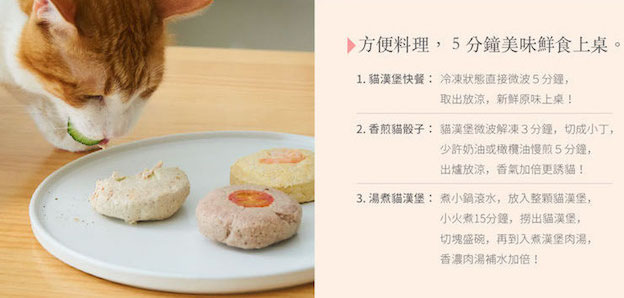 方便料理，5 分鐘美味鮮食上桌。
1. 貓漢堡快餐： 冷凍狀態直接微波５分鐘，
取出放涼，新鮮原味上桌！
2. 香煎貓骰子： 貓漢堡微波解凍３分鐘，切成小丁，
少許奶油或橄欖油慢煎５分鐘，
出爐放涼，香氣加倍更誘貓！
3. 湯煮貓漢堡： 煮小鍋滾水，放入整顆貓漢堡，
小火煮15分鐘，撈出貓漢堡，
切塊盛碗，再到入煮漢堡肉湯，
香濃肉湯補水加倍！